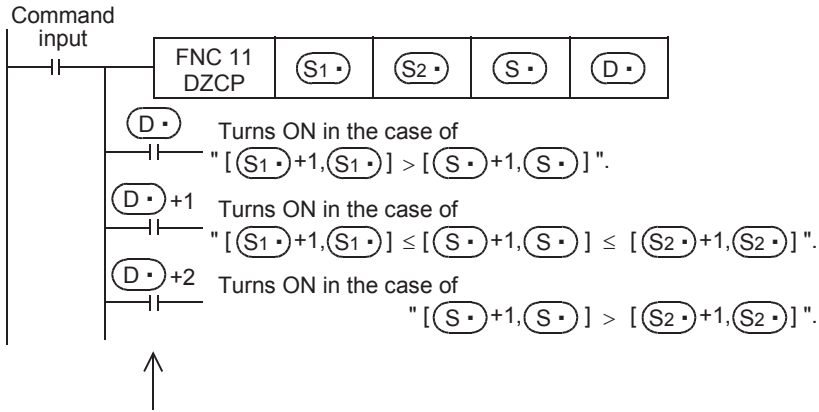 Command
input
FNC 11
DZCP
S1 · S2 · S · D ·
D · Turns ON in the case of
" [ S1 · +1, S1 · ] > [ S · +1, S · ] ".
D · +1 Turns ON in the case of
" [ S1 · +1, S1 · ] ≤ [ S · +1, S · ] ≤ [ S2 · +1, S2 · ] ".
D · +2 Turns ON in the case of
" [ S · +1, S · ] > [ S2 · +1, S2 · ] ".